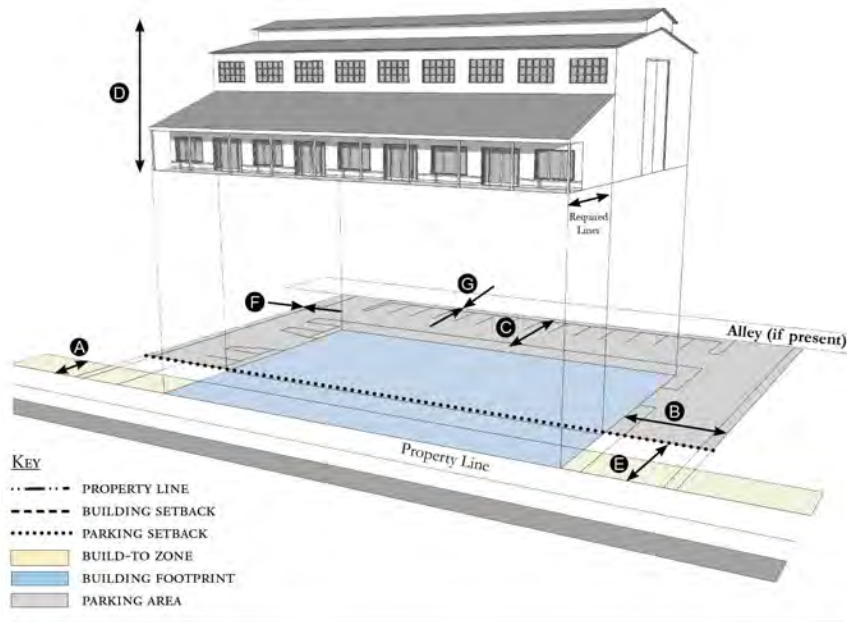 D
Required
Lines
G
F
C
Alley (if present)
A
B
Property Line
E
KEY
PROPERTY LINE
BUILDING SETBACK
PARKING SETBACK
BUILD-TO ZONE
BUILDING FOOTPRINT
PARKING AREA